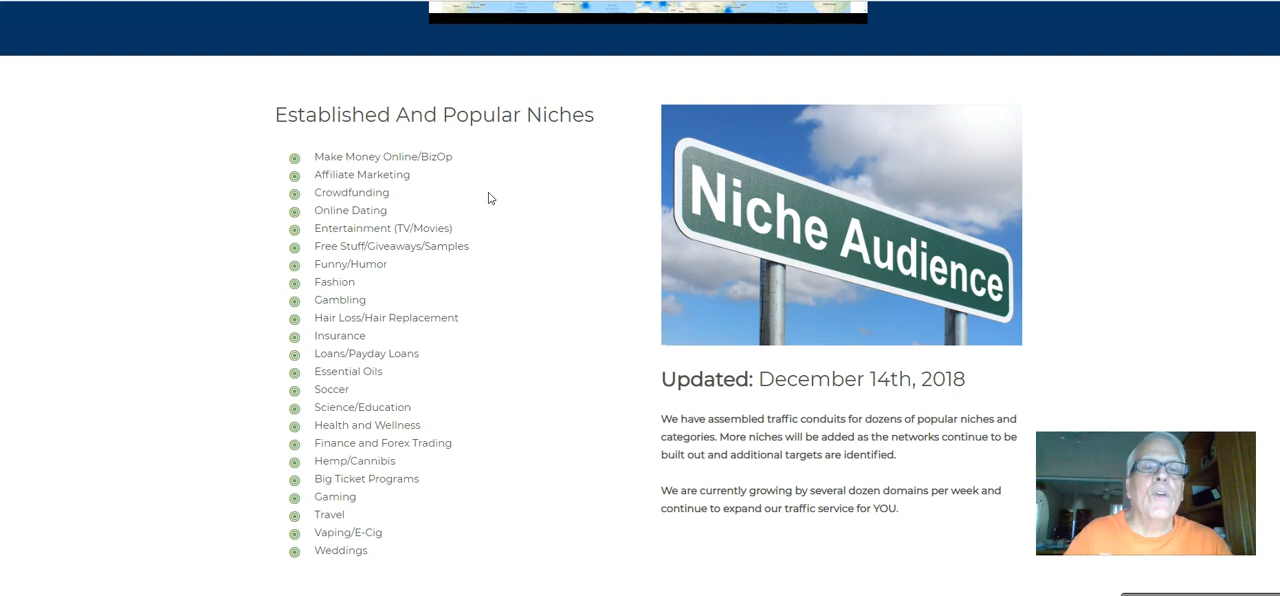 Established And Popular Niches
Make Money Online/BizOp
Affiliate Marketing
Crowdfunding
Online Dating
Entertainment (TV/Movies)
Free Stuff/Giveaways/Samples
Funny/Humor
Fashion
Gambling
Hair Loss/Hair Replacement
Insurance
Loans/Payday Loans
Essential Oils
Soccer
Science/Education
Health and Wellness
Finance and Forex Trading
Hemp/Cannibis
Big Ticket Programs
Gaming
Travel
Vaping/E-Cig
Weddings
Niche Audience
Updated: December 14th, 2018
We have assembled traffic conduits for dozens of popular niches and
categories. More niches will be added as the networks continue to be
built out and additional targets are identified.
We are currently growing by several dozen domains per week and
continue to expand our traffic service for YOU.